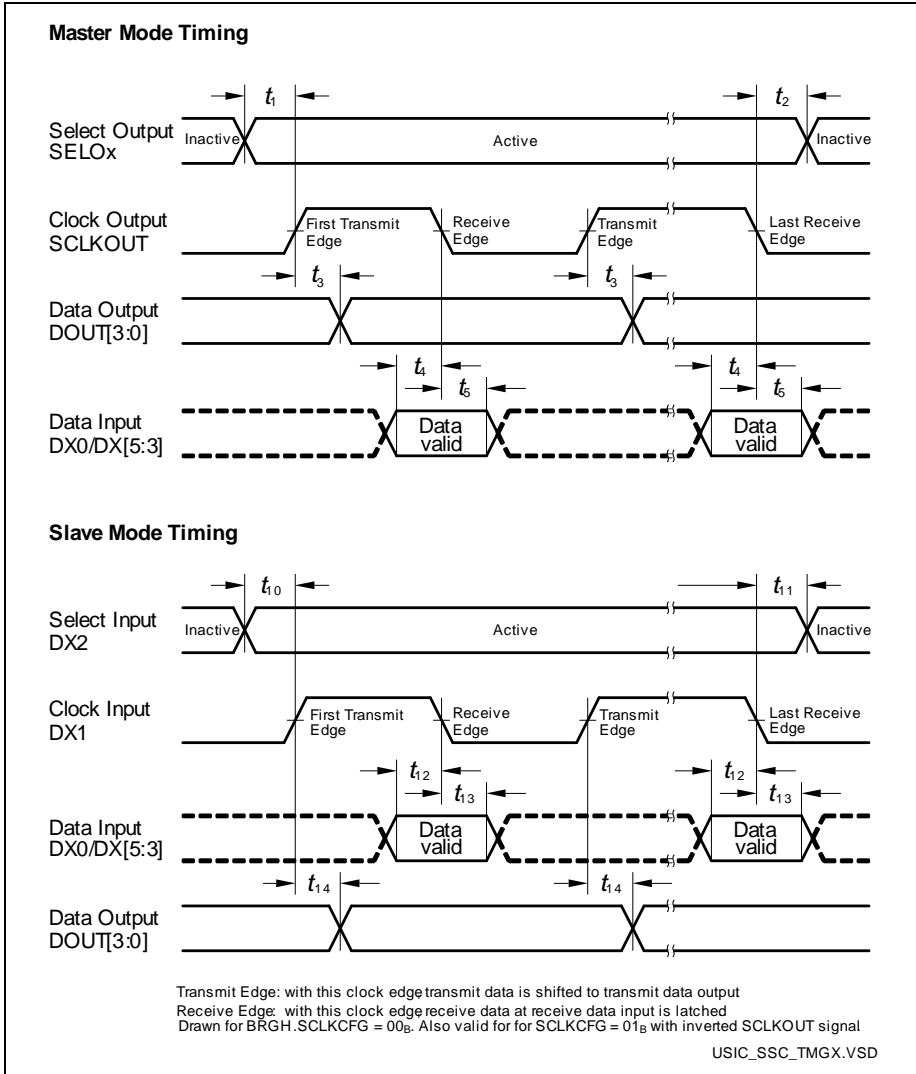 Master Mode Timing
t1
t2
Select Output
SELOx
Inactive
Active
Inactive
Clock Output
SCLKOUT
First Transmit
Edge
Receive
Edge
Transmit
Edge
Last Receive
Edge
t3
t3
Data Output
DOUT[3:0]
t4
t5
t4
t5
Data Input
DX0/DX[5:3]
Data
valid
Data
valid
Slave Mode Timing
t10
t11
Select Input
DX2
Inactive
Active
Inactive
Clock Input
DX1
First Transmit
Edge
Receive
Edge
Transmit
Edge
Last Receive
Edge
t12
t13
t12
t13
Data Input
DX0/DX[5:3]
Data
valid
Data
valid
t14
t14
Data Output
DOUT[3:0]
Transmit Edge: with this clock edge, transmit data is shifted to transmit data output
Receive Edge: with this clock edge, receive data at receive data input is latched
Drawn for BRGH.SCLKCFG = 00B. Also valid for for SCLKCFG = 01B with inverted SCLKOUT signal
USIC_SSC_TMGX.VSD